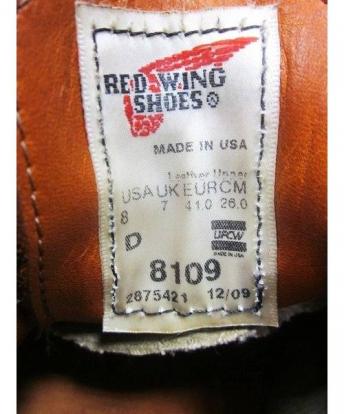 RED WING
SHOES®
MADE IN USA
Leather Upper
USA UK EUR CM
8 7 41.0 26.0
D
UFCW
MADE IN USA
8109
2875421 12/09